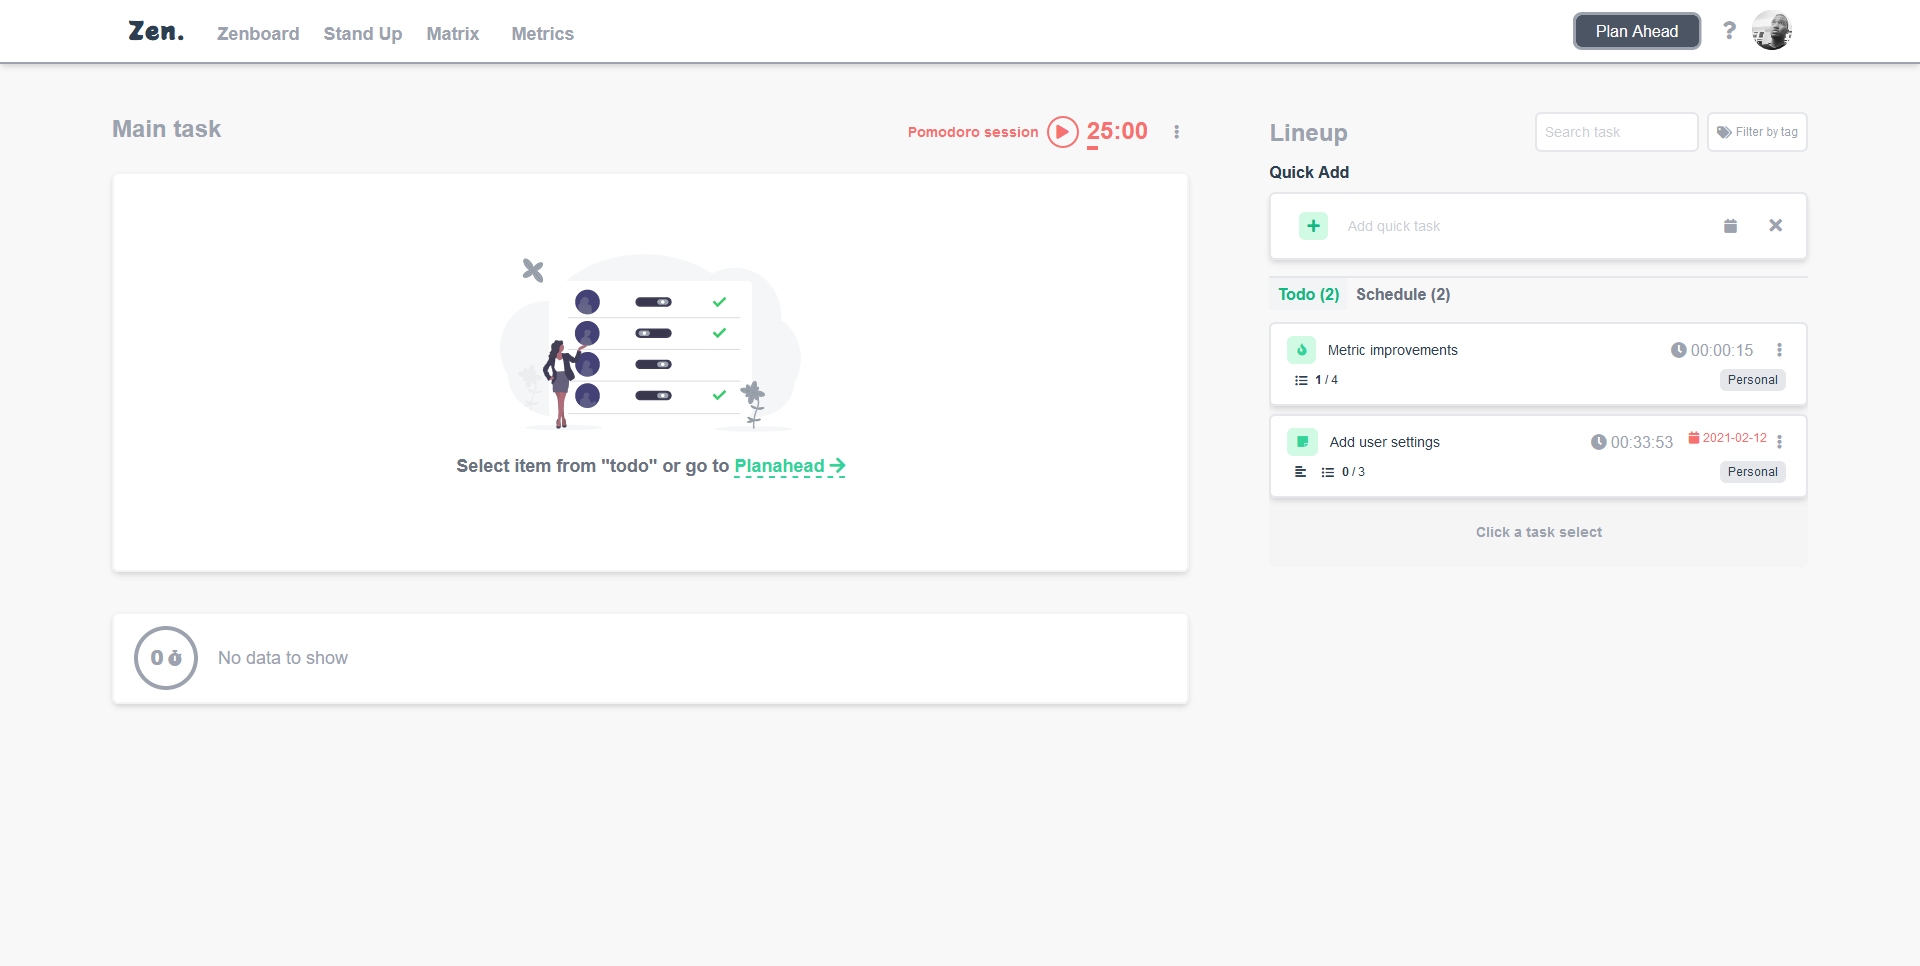 Zen.
Zenboard
Stand Up
Matrix
Metrics
Plan Ahead
?
Main task
Pomodoro session
25:00
Select item from "todo" or go to Planahead
0
No data to show
Lineup
Search task
Filter by tag
Quick Add
Add quick task
Todo (2)
Schedule (2)
Metric improvements
00:00:15
1 / 4
Personal
Add user settings
00:33:53
2021-02-12
0 / 3
Personal
Click a task select